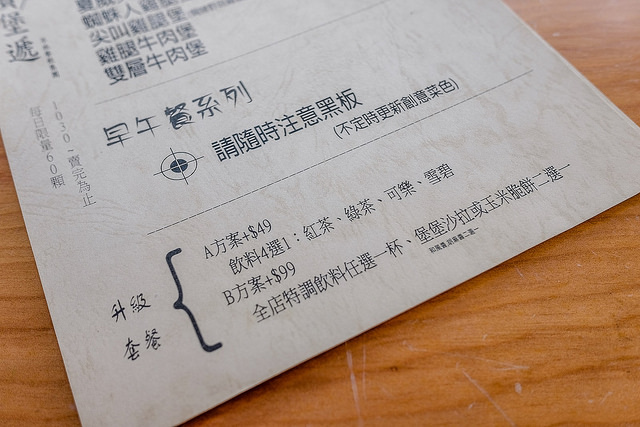 堡遊
蜘蛛人雞腿堡
尖叫雞腿堡
雞腿牛肉堡
雙層牛肉堡
1030~賣完為止
每日限量60顆
早午餐系列
請隨時注意黑板
(不定時更新創意菜色)
升級
套餐
A方案+$49
飲料4選1：紅茶、綠茶、可樂、雪碧
B方案+$99
全店特調飲料任選一杯、堡堡沙拉或玉米脆餅二選一